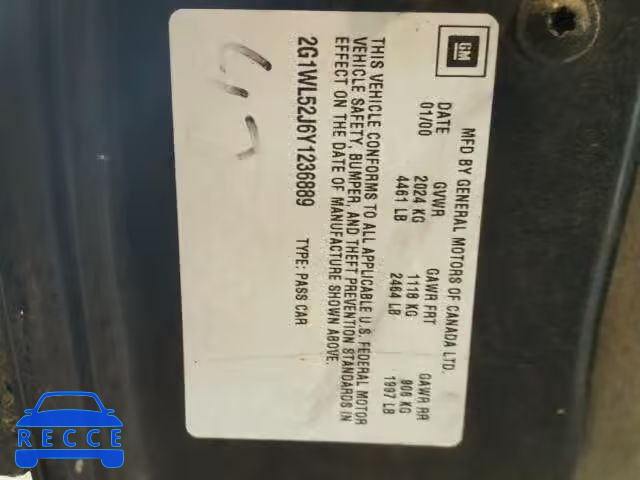 GM
MFD BY GENERAL MOTORS OF CANADA LTD.
DATE GVWR GAWR FRT GAWR RR
01/00 2024 KG 1118 KG 906 KG
4461 LB 2464 LB 1997 LB
THIS VEHICLE CONFORMS TO ALL APPLICABLE U.S. FEDERAL MOTOR
VEHICLE SAFETY, BUMPER, AND THEFT PREVENTION STANDARDS IN
EFFECT ON THE DATE OF MANUFACTURE SHOWN ABOVE.
2G1WL52J6Y1236889 TYPE: PASS CAR
RECCE